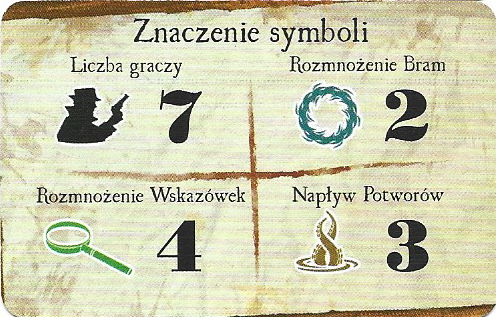 Znaczenie symboli
Liczba graczy
7
Rozmnożenie Bram
2
Rozmnożenie Wskazówek
4
Napływ Potworów
3